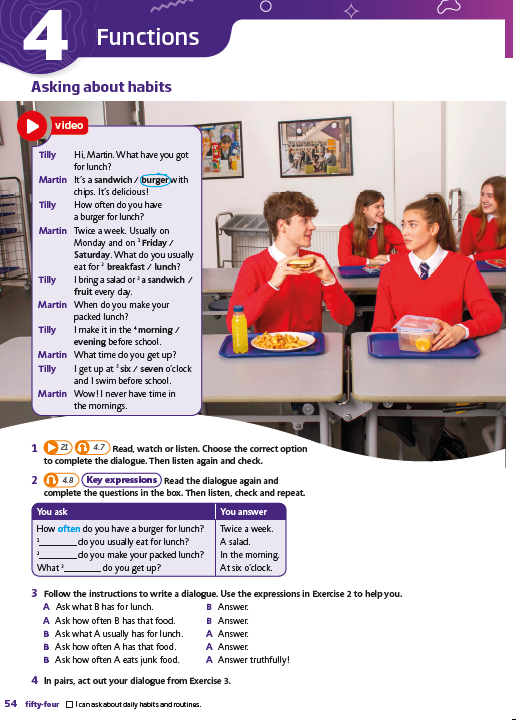 4 Functions
Asking about habits
video
Tilly Hi, Martin. What have you got
for lunch?
Martin It's a sandwich / burger with
chips. It's delicious!
Tilly How often do you have
a burger for lunch?
Martin Twice a week. Usually on
Monday and on ¹ Friday /
Saturday. What do you usually
eat for ² breakfast / lunch?
Tilly I bring a salad or ³ a sandwich /
fruit every day.
Martin When do you make your
packed lunch?
Tilly I make it in the ⁴ morning /
evening before school.
Martin What time do you get up?
Tilly I get up at ⁵ six / seven o'clock
and I swim before school.
Martin Wow! I never have time in
the mornings.
1 21 4.7 Read, watch or listen. Choose the correct option
to complete the dialogue. Then listen again and check.
2 4.8 Key expressions Read the dialogue again and
complete the questions in the box. Then listen, check and repeat.
You ask You answer
How often do you have a burger for lunch? Twice a week.
¹________ do you usually eat for lunch? A salad.
²________ do you make your packed lunch? In the morning.
What ³________ do you get up? At six o'clock.
3 Follow the instructions to write a dialogue. Use the expressions in Exercise 2 to help you.
A Ask what B has for lunch. B Answer.
A Ask how often B has that food. B Answer.
B Ask what A usually has for lunch. A Answer.
B Ask how often A has that food. A Answer.
B Ask how often A eats junk food. A Answer truthfully!
4 In pairs, act out your dialogue from Exercise 3.
54 fifty-four □ I can ask about daily habits and routines.